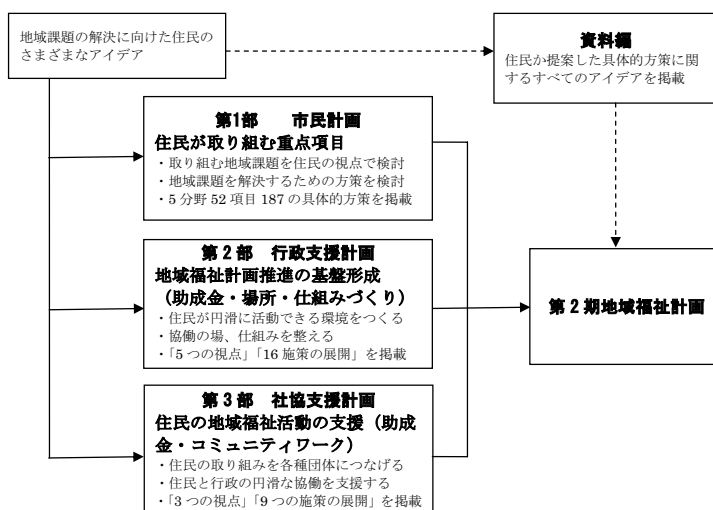 地域課題の解決に向けた住民の
さまざまなアイデア
資料編
住民か提案した具体的方策に関
するすべてのアイデアを掲載
第1部　市民計画
住民が取り組む重点項目
・取り組む地域課題を住民の視点で検討
・地域課題を解決するための方策を検討
・5分野 52 項目 187 の具体的方策を掲載
第2部　行政支援計画
地域福祉計画推進の基盤形成
（助成金・場所・仕組みづくり）
・住民が円滑に活動できる環境をつくる
・協働の場、仕組みを整える
・「5つの視点」「16 施策の展開」を掲載
第2期地域福祉計画
第3部　社協支援計画
住民の地域福祉活動の支援（助成
金・コミュニティワーク）
・住民の取り組みを各種団体につなげる
・住民と行政の円滑な協働を支援する
・「3つの視点」「9つの施策の展開」を掲載